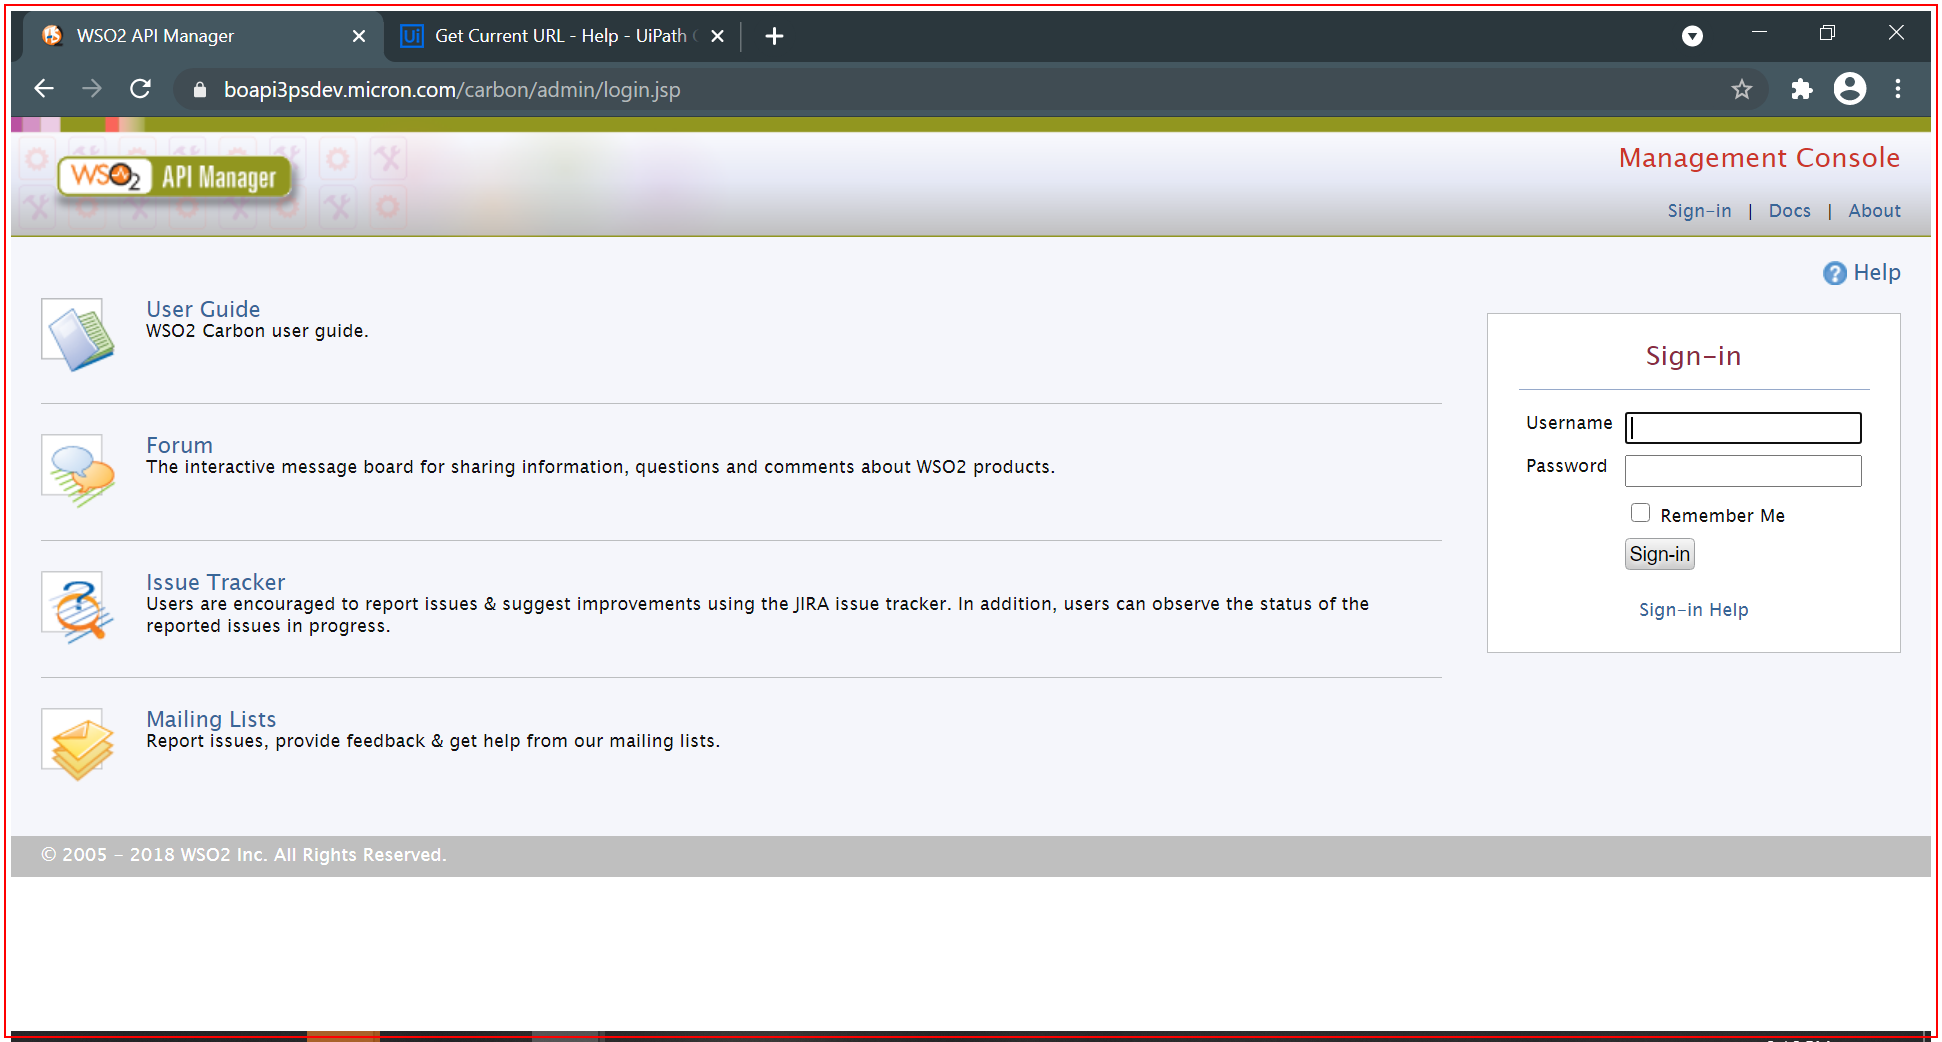 WSO2 API Manager
Get Current URL - Help - UiPath
boapi3psdev.micron.com/carbon/admin/login.jsp
WSO2 API Manager
Management Console
Sign-in | Docs | About
Help
User Guide
WSO2 Carbon user guide.
Forum
The interactive message board for sharing information, questions and comments about WSO2 products.
Issue Tracker
Users are encouraged to report issues & suggest improvements using the JIRA issue tracker. In addition, users can observe the status of the
reported issues in progress.
Mailing Lists
Report issues, provide feedback & get help from our mailing lists.
Sign-in
Username
Password
Remember Me
Sign-in
Sign-in Help
© 2005 - 2018 WSO2 Inc. All Rights Reserved.